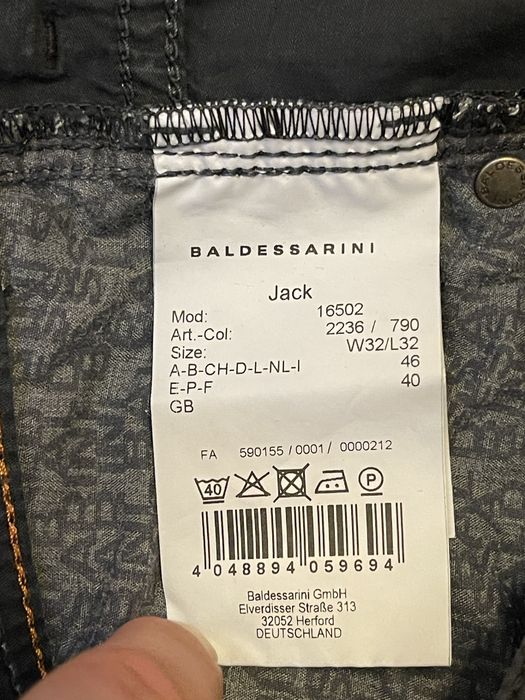 BALDESSARINI
Jack
Mod: 16502
Art.-Col: 2236 / 790
Size: W32/L32
A-B-CH-D-L-NL-I 46
E-P-F 40
GB
FA 590155 / 0001 / 0000212
40 P
4 048894 059694
Baldessarini GmbH
Elverdisser Straße 313
32052 Herford
DEUTSCHLAND